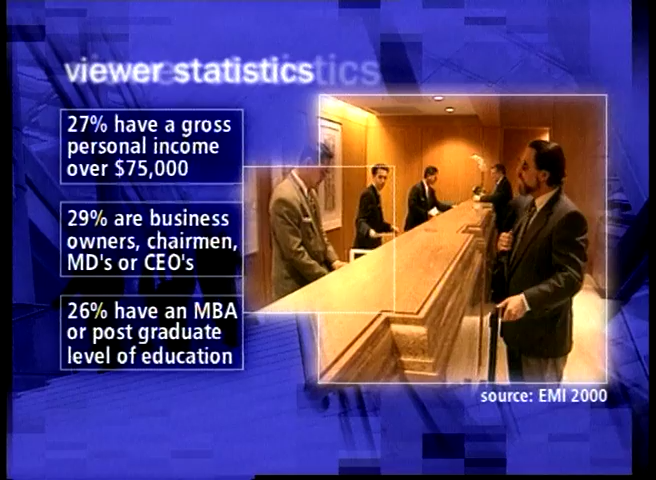 viewer statistics
27% have a gross
personal income
over $75,000
29% are business
owners, chairmen,
MD's or CEO's
26% have an MBA
or post graduate
level of education
source: EMI 2000